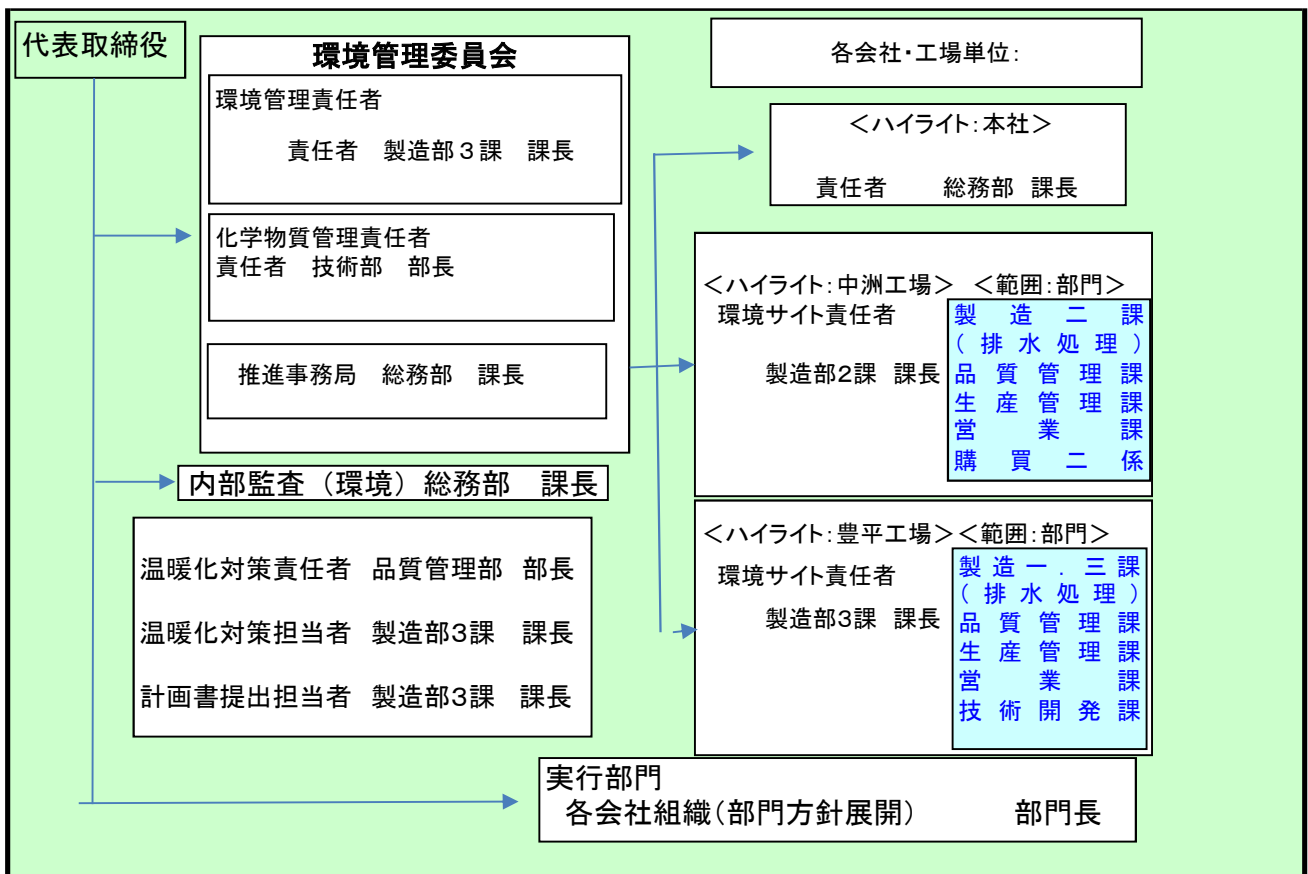 代表取締役
環境管理委員会
環境管理責任者
責任者　製造部３課　課長
化学物質管理責任者
責任者　技術部　部長
推進事務局　総務部　課長
内部監査（環境）総務部　課長
温暖化対策責任者　品質管理部　部長
温暖化対策担当者　製造部3課　課長
計画書提出担当者　製造部3課　課長
各会社・工場単位：
＜ハイライト：本社＞
責任者　　総務部　課長
＜ハイライト：中洲工場＞　＜範囲：部門＞
環境サイト責任者
製造部2課　課長
製造二課
（排水処理）
品質管理課
生産管理課
営業課
購買二係
＜ハイライト：豊平工場＞＜範囲：部門＞
環境サイト責任者
製造部3課　課長
製造一．三課
（排水処理）
品質管理課
生産管理課
営業課
技術開発課
実行部門
各会社組織（部門方針展開）　　　部門長